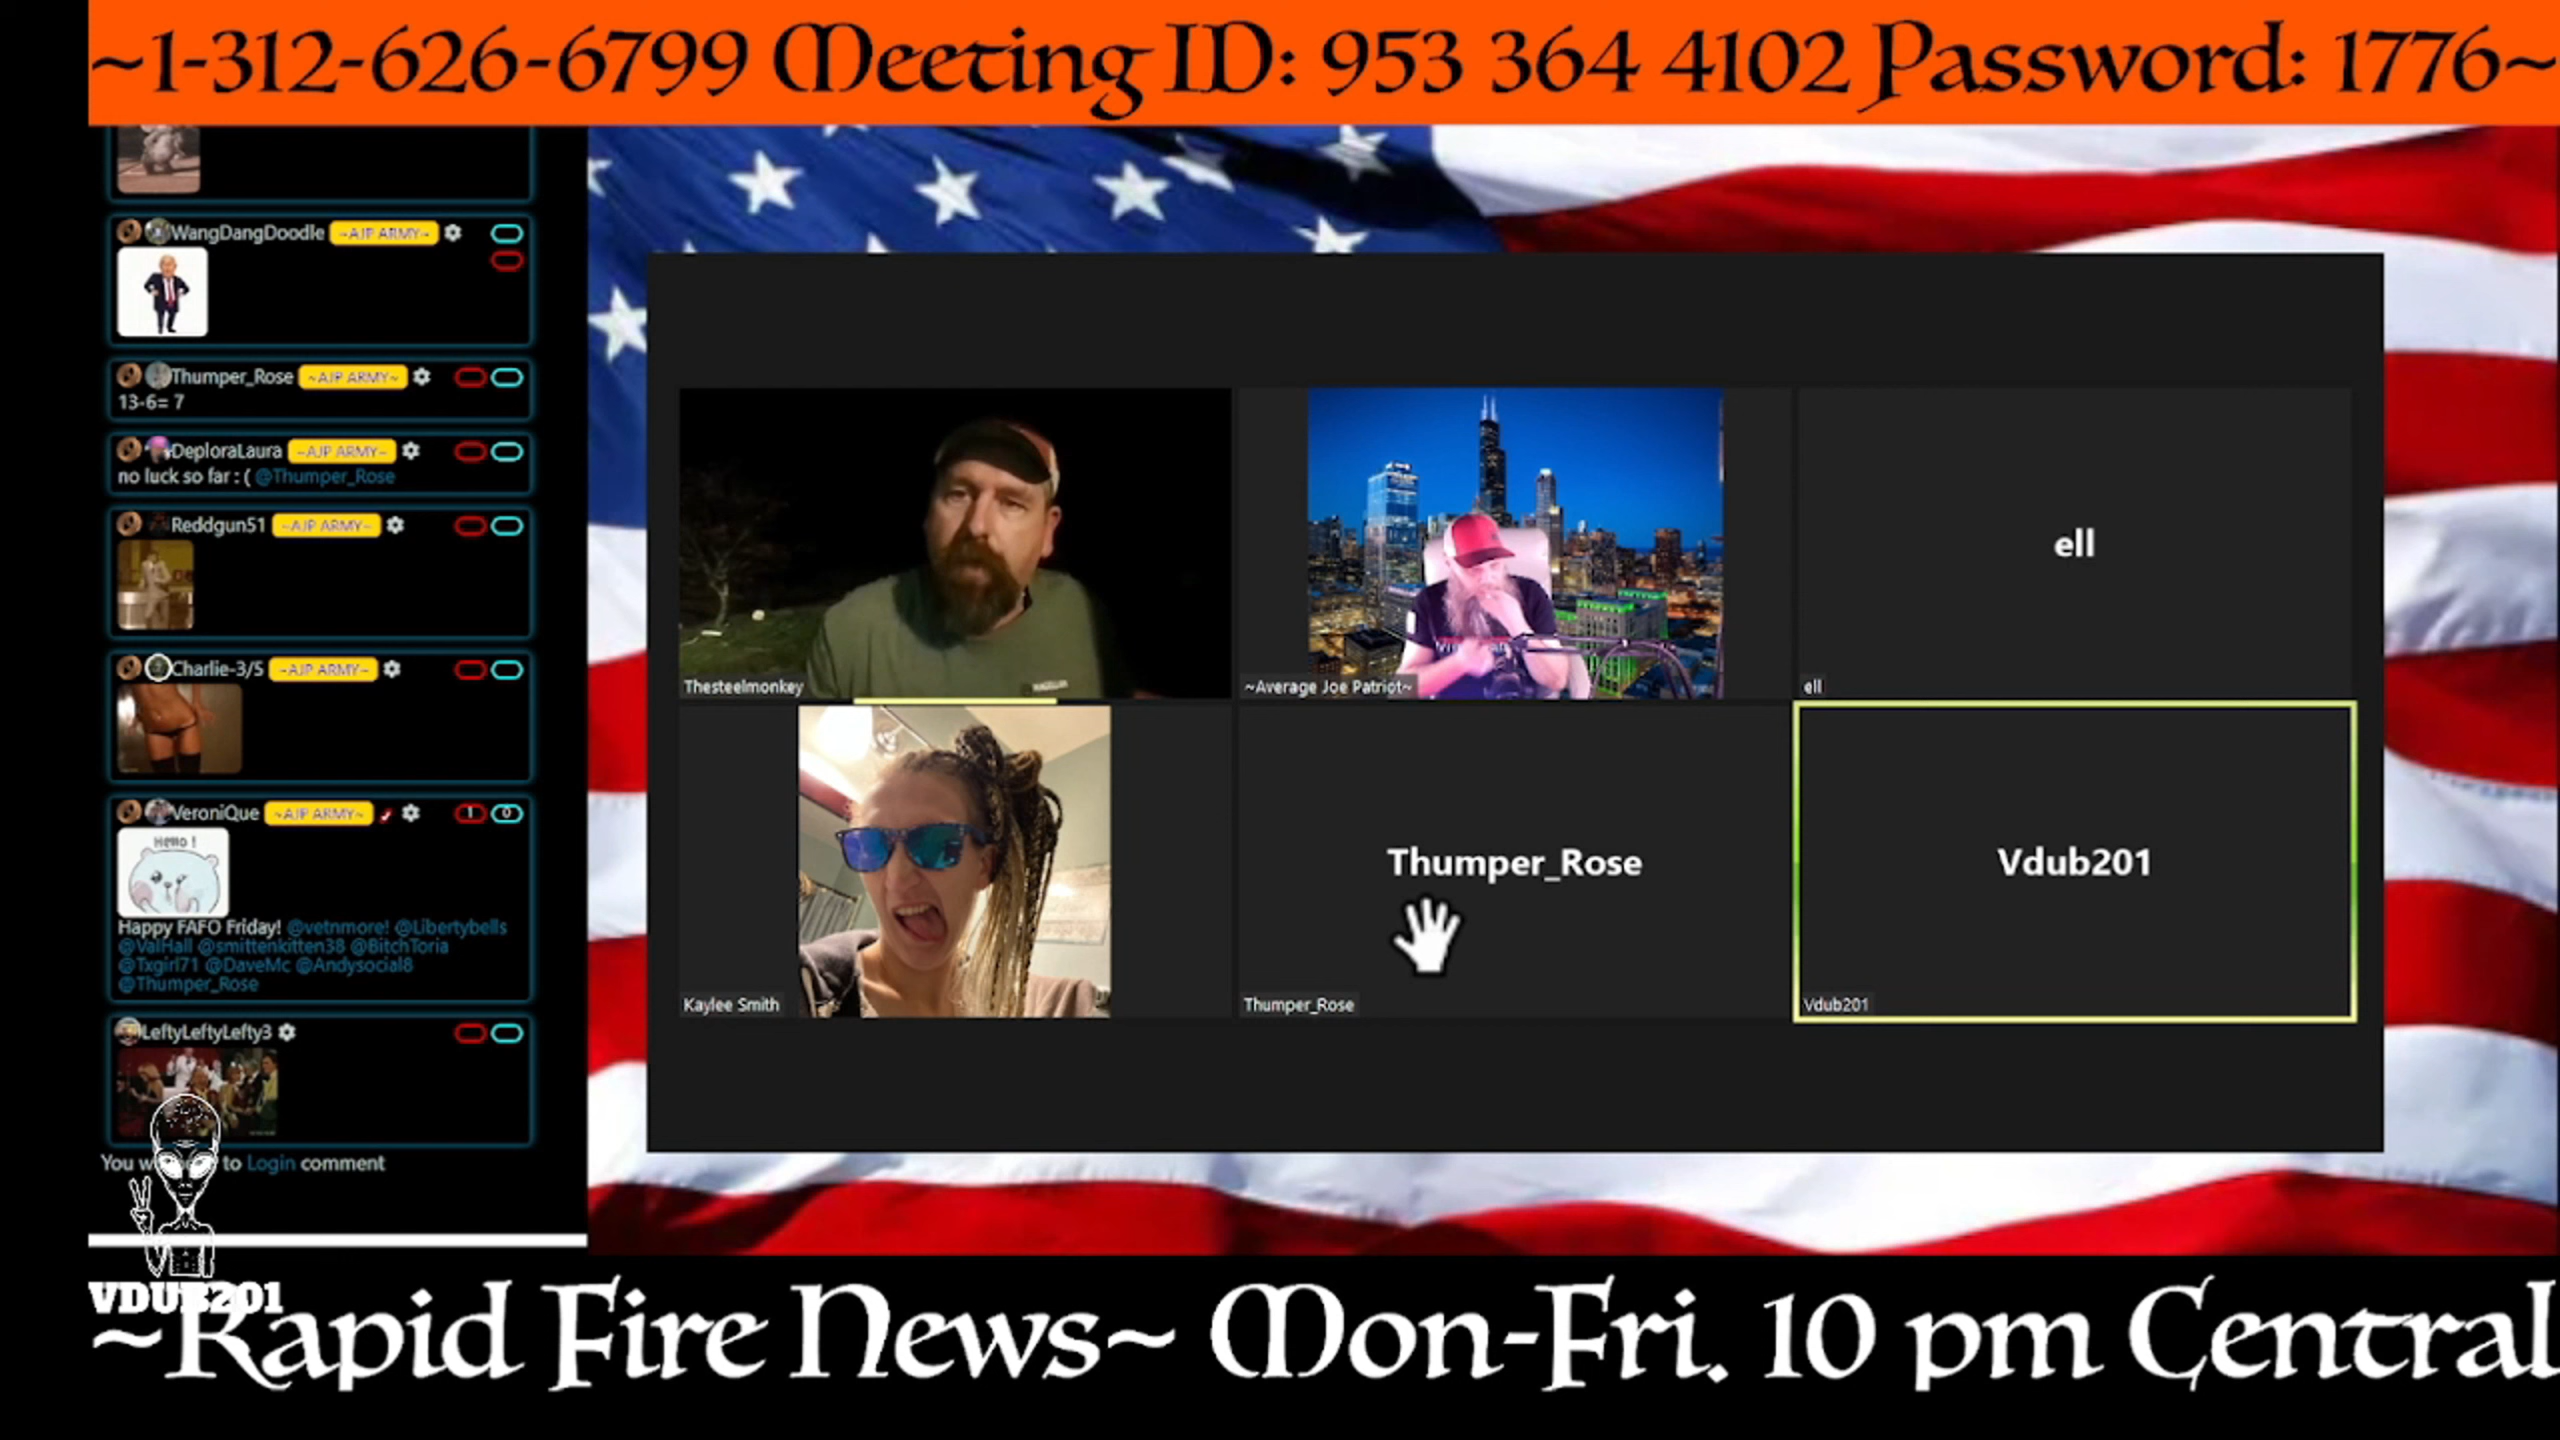 ~1-312-626-6799 Meeting ID: 953 364 4102 Password: 1776~
WangDangDoodle ~AJP ARMY~
Thumper_Rose ~AJP ARMY~
13-6= 7
DeploraLaura ~AJP ARMY~
no luck so far : ( @Thumper_Rose
Reddgun51 ~AJP ARMY~
Charlie-3/5 ~AJP ARMY~
VeroniQue ~AJP ARMY~ 1 0
Hello !
Happy FAFO Friday! @vetnmore! @Libertybells
@ValHall @smittenkitten38 @BitchToria
@Txgirl71 @DaveMc @Andysocial8
@Thumper_Rose
LeftyLeftyLefty3
You to Login comment
VDUB201
Thesteelmonkey
~Average Joe Patriot~
ell
ell
Kaylee Smith
Thumper_Rose
Thumper_Rose
Vdub201
Vdub201
~Rapid Fire News~ Mon-Fri. 10 pm Central